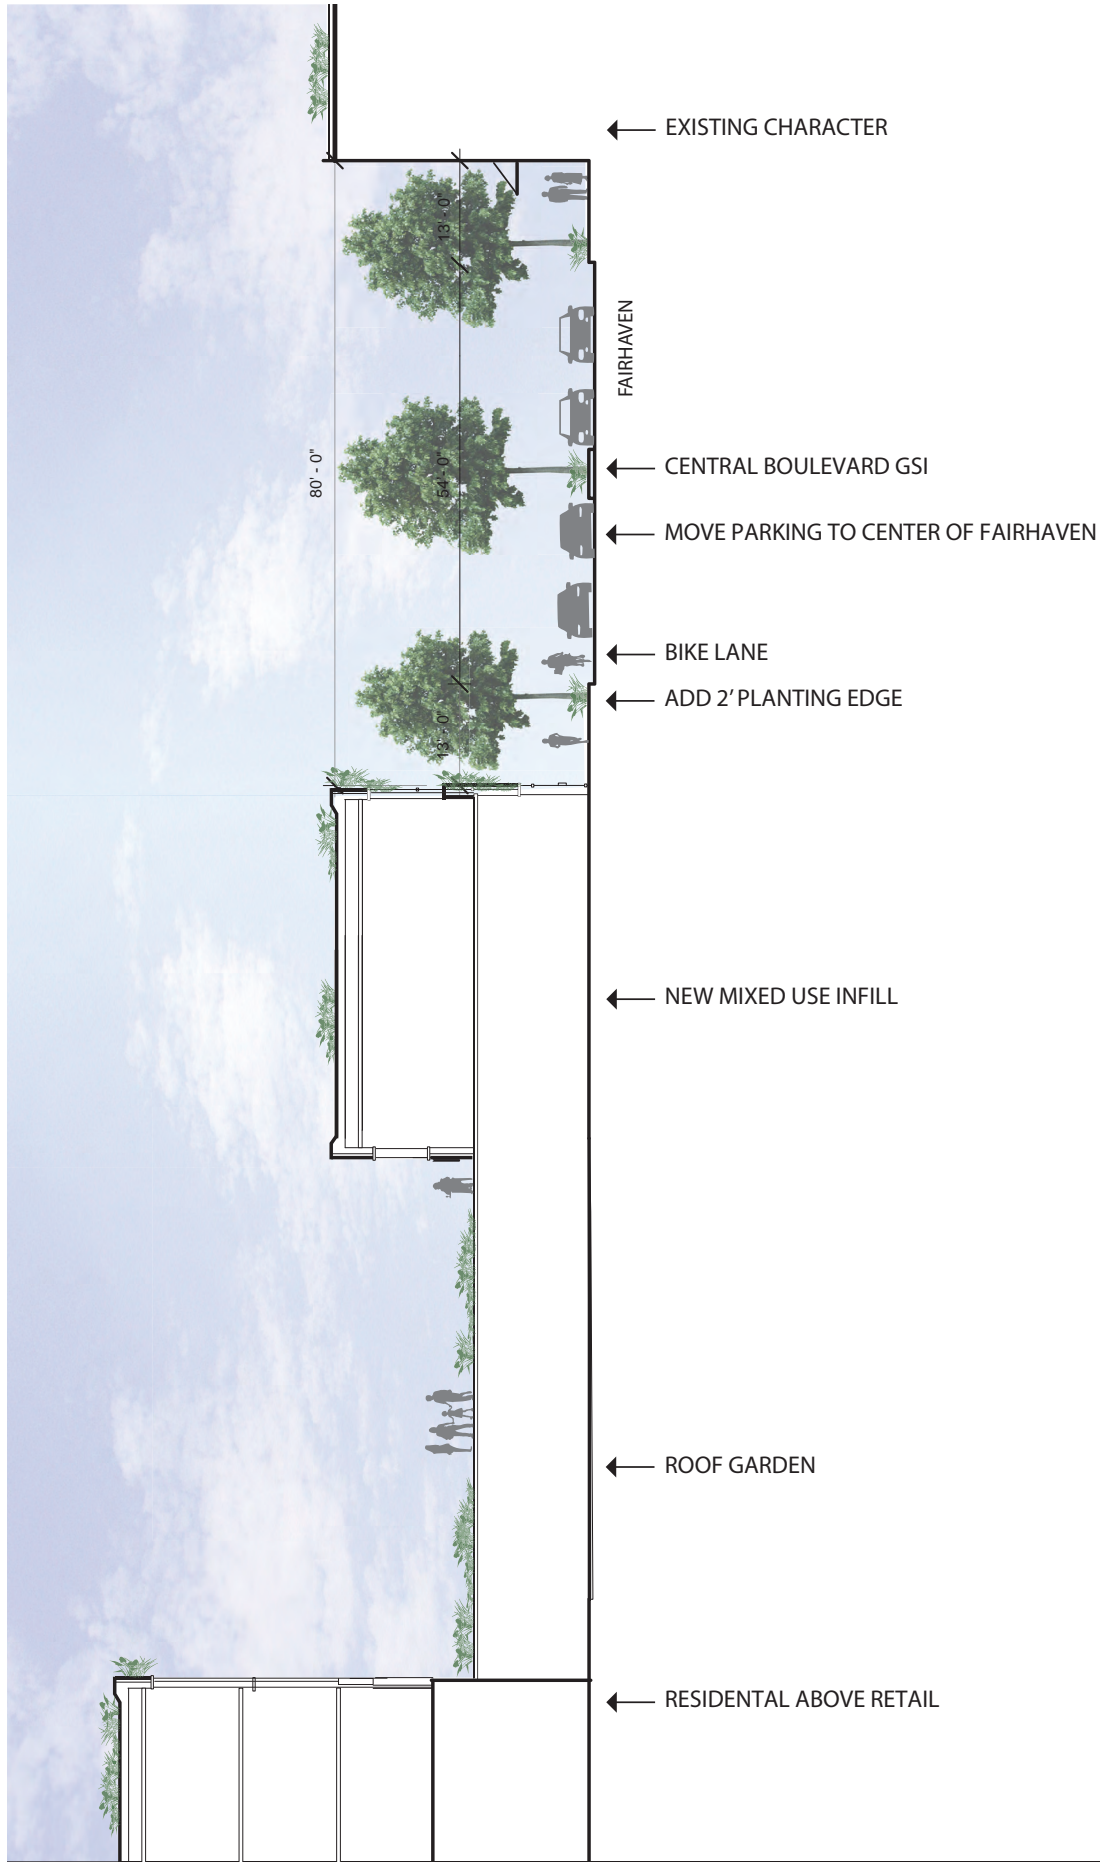 EXISTING CHARACTER
13' - 0"
FAIRHAVEN
80' - 0"
54' - 0"
CENTRAL BOULEVARD GSI
MOVE PARKING TO CENTER OF FAIRHAVEN
BIKE LANE
ADD 2' PLANTING EDGE
13' - 0"
NEW MIXED USE INFILL
ROOF GARDEN
RESIDENTAL ABOVE RETAIL